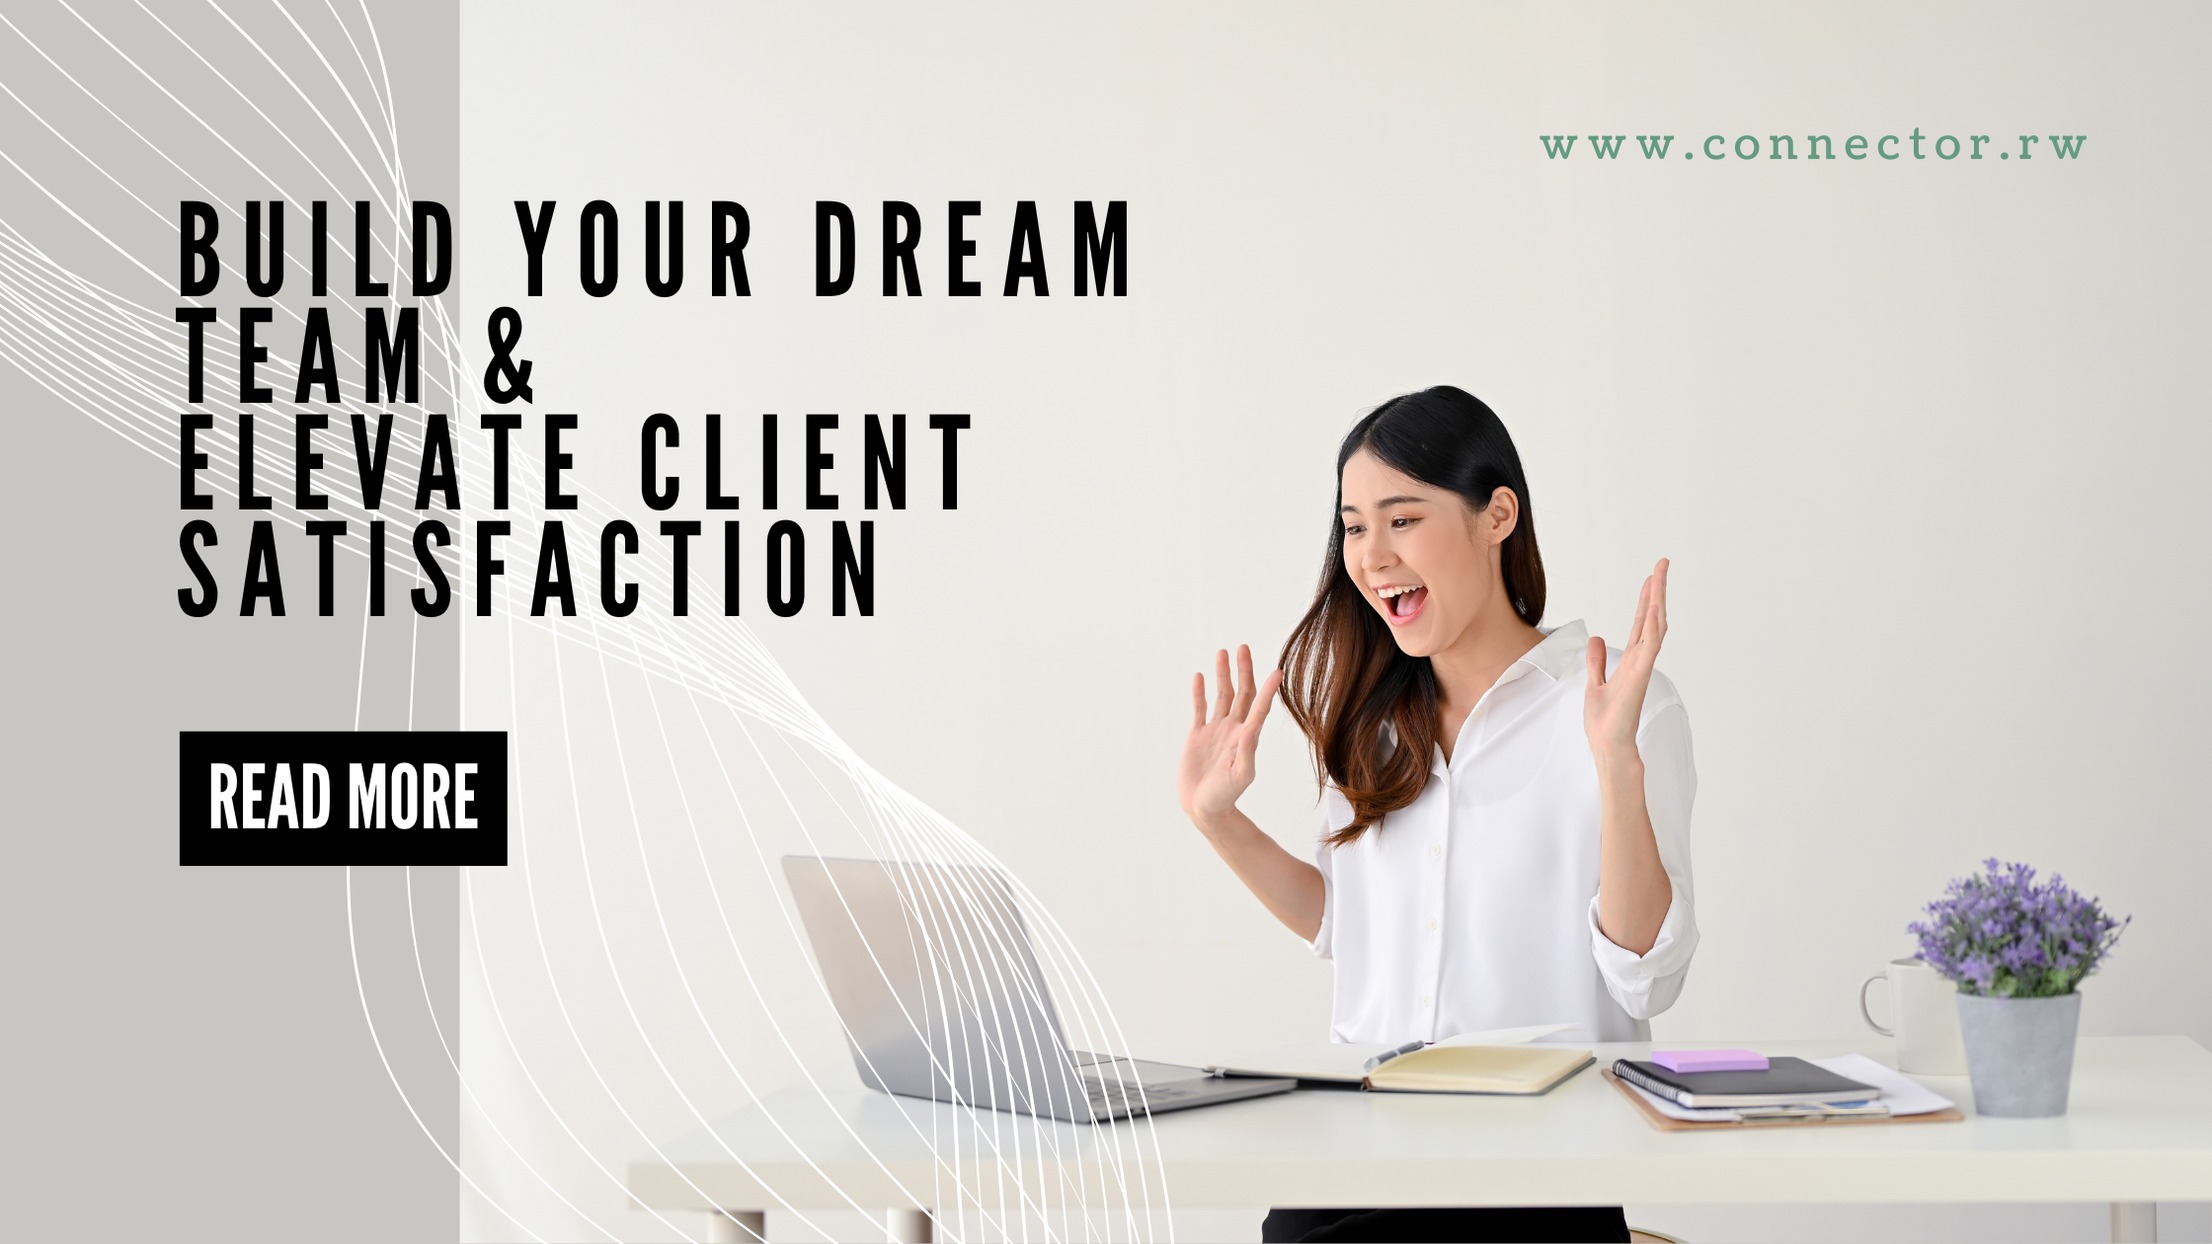 www.connector.rw
BUILD YOUR DREAM
TEAM &
ELEVATE CLIENT
SATISFACTION
READ MORE